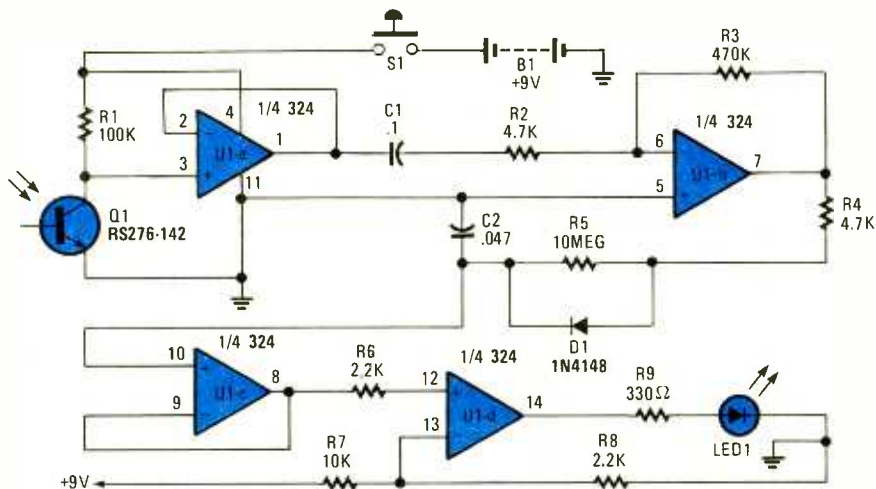 S1
B1
+9V
R3
470K
R1
100K
2
4
1/4 324
1
3
+
U1-a
11
C1
.1
R2
4.7K
6
1/4 324
7
5
+
R4
4.7K
Q1
RS276-142
C2
.047
R5
10MEG
D1
1N4148
1/4 324
10
+
9
-
U1-c
8
R6
2.2K
1/4 324
12
+
13
-
U1-d
14
R9
330Ω
LED1
R7
10K
R8
2.2K
+9V